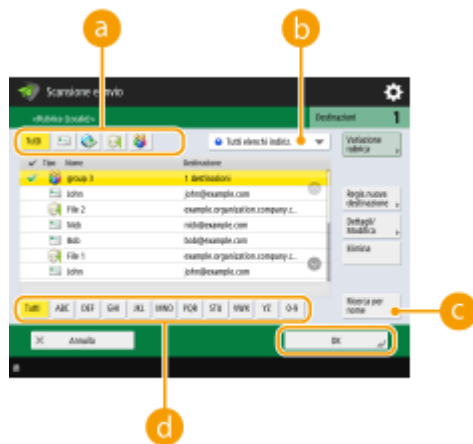 a
b
Scansione e invio
<Rubrica (Locale)>
Destinazioni 1
Tutti
Tutti elenchi indiriz.
Variazione rubrica
Tipo Nome Destinazione
group 3 1 destinazioni
John john@example.com
File 2 example.organization.company.c...
Nich nich@example.com
Bob bob@example.com
File 1 example.organization.company.c...
John john@example.com
Regis. nuova
destinazione
Dettagli/
Modifica
Elimina
Ricerca per
nome
c
Tutti ABC DEF GHI JKL MNO PQR STU VWX YZ 0-9
Annulla
OK
d